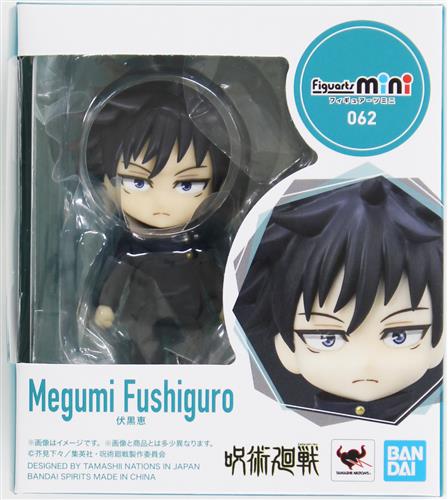 Figuarts mini
フィギュアーツミニ
062
Megumi Fushiguro
伏黒恵
※画像はイメージです。 ※画像と商品とは多少異なります。
©芥見下々／集英社・呪術廻戦製作委員会
DESIGNED BY TAMASHII NATIONS IN JAPAN
BANDAI SPIRITS MADE IN CHINA
呪術廻戦
TAMASHII NATIONS
BAN
DAI